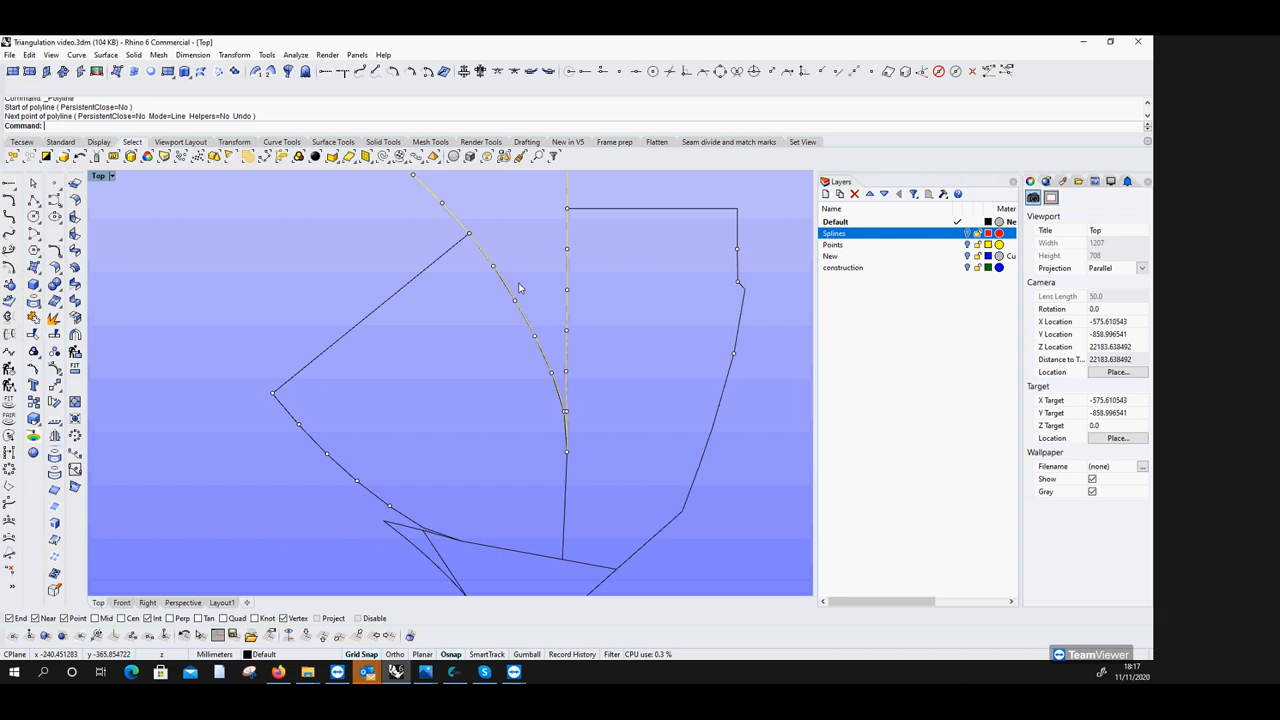 Triangulation video.3dm (104 KB) - Rhino 6 Commercial - [Top]
File Edit View Curve Surface Solid Mesh Dimension Transform Tools Analyze Render Panels Help
Command: _Polyline
Start of polyline ( PersistentClose=No )
Next point of polyline ( PersistentClose=No Mode=Line Helpers=No Undo )
Command:
Tecsew Standard Display Select Viewport Layout Transform Curve Tools Surface Tools Solid Tools Mesh Tools Render Tools Drafting New in V5 Frame prep Flatten Seam divide and match marks Set View
Top
Layers
Name Mater
Default Ne
Splines
Points
New Cu
construction
Viewport
Title Top
Width 1207
Height 708
Projection Parallel
Camera
Lens Length 50.0
Rotation 0.0
X Location -575.610543
Y Location -858.996541
Z Location 22183.638492
Distance to T... 22183.638492
Location Place...
Target
X Target -575.610543
Y Target -858.996541
Z Target 0.0
Location Place...
Wallpaper
Filename (none) ...
Show
Gray
FIT
FIT
FAIR
Top Front Right Perspective Layout1
End Near Point Mid Cen Int Perp Tan Quad Knot Vertex Project Disable
CPlane x -240.451283 y -365.854722 z Millimeters Default Grid Snap Ortho Planar Osnap SmartTrack Gumball Record History Filter CPU use: 0.3 %
TeamViewer
18:17
11/11/2020